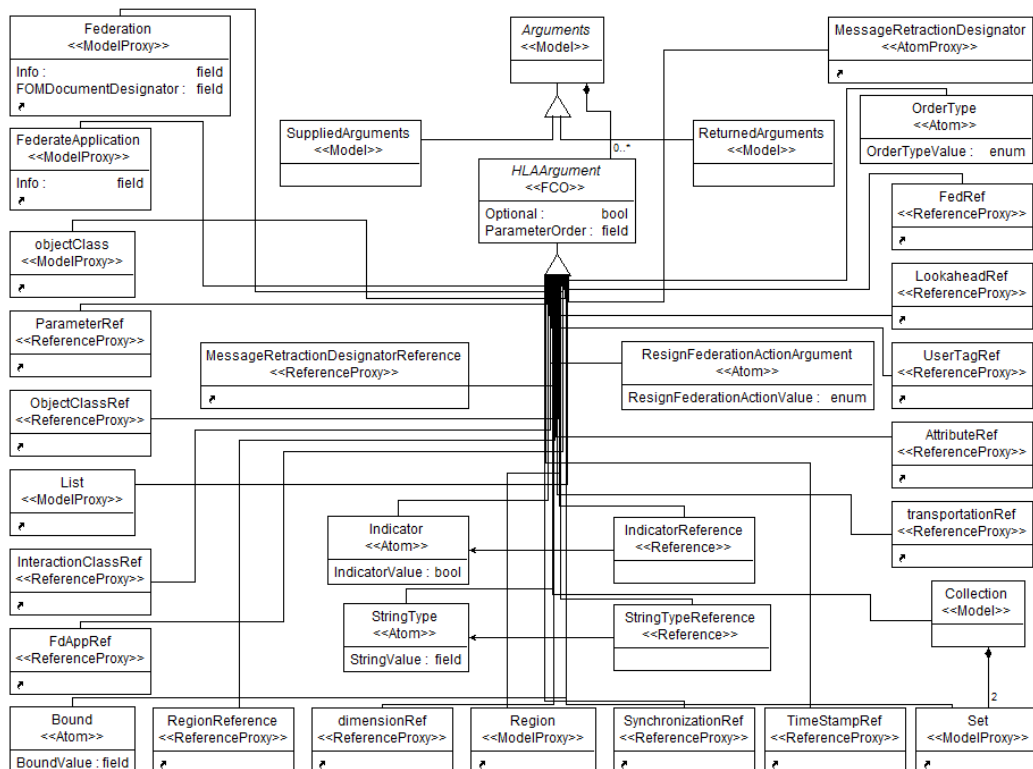 Federation
<<ModelProxy>>
Info : field
FOMDocumentDesignator : field
Arguments
<<Model>>
MessageRetractionDesignator
<<AtomProxy>>
FederateApplication
<<ModelProxy>>
Info : field
SuppliedArguments
<<Model>>
ReturnedArguments
<<Model>>
OrderType
<<Atom>>
OrderTypeValue : enum
0..*
HLAArgument
<<FCO>>
Optional : bool
ParameterOrder : field
FedRef
<<ReferenceProxy>>
objectClass
<<ModelProxy>>
LookaheadRef
<<ReferenceProxy>>
ParameterRef
<<ReferenceProxy>>
MessageRetractionDesignatorReference
<<ReferenceProxy>>
ResignFederationActionArgument
<<Atom>>
ResignFederationActionValue : enum
UserTagRef
<<ReferenceProxy>>
ObjectClassRef
<<ReferenceProxy>>
AttributeRef
<<ReferenceProxy>>
List
<<ModelProxy>>
Indicator
<<Atom>>
IndicatorValue : bool
IndicatorReference
<<Reference>>
transportationRef
<<ReferenceProxy>>
InteractionClassRef
<<ReferenceProxy>>
StringType
<<Atom>>
StringValue : field
StringTypeReference
<<Reference>>
Collection
<<Model>>
FdAppRef
<<ReferenceProxy>>
2
Bound
<<Atom>>
BoundValue : field
RegionReference
<<ReferenceProxy>>
dimensionRef
<<ReferenceProxy>>
Region
<<ModelProxy>>
SynchronizationRef
<<ReferenceProxy>>
TimeStampRef
<<ReferenceProxy>>
Set
<<ModelProxy>>